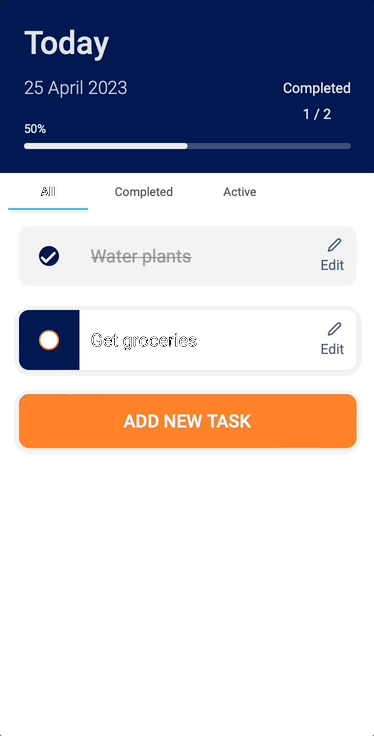 Today
25 April 2023
Completed
1 / 2
50%
All
Completed
Active
Water plants
Edit
Get groceries
Edit
ADD NEW TASK